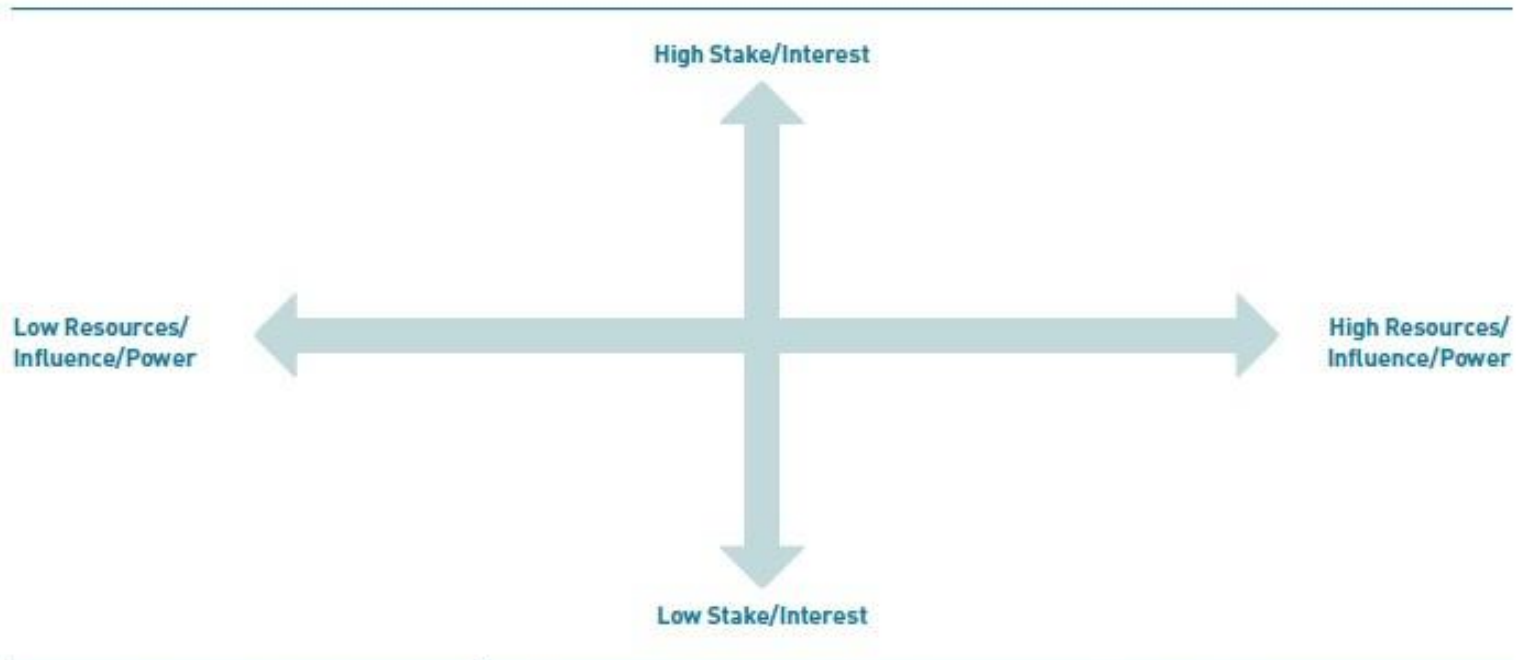 High Stake/Interest
Low Resources/
Influence/Power
High Resources/
Influence/Power
Low Stake/Interest